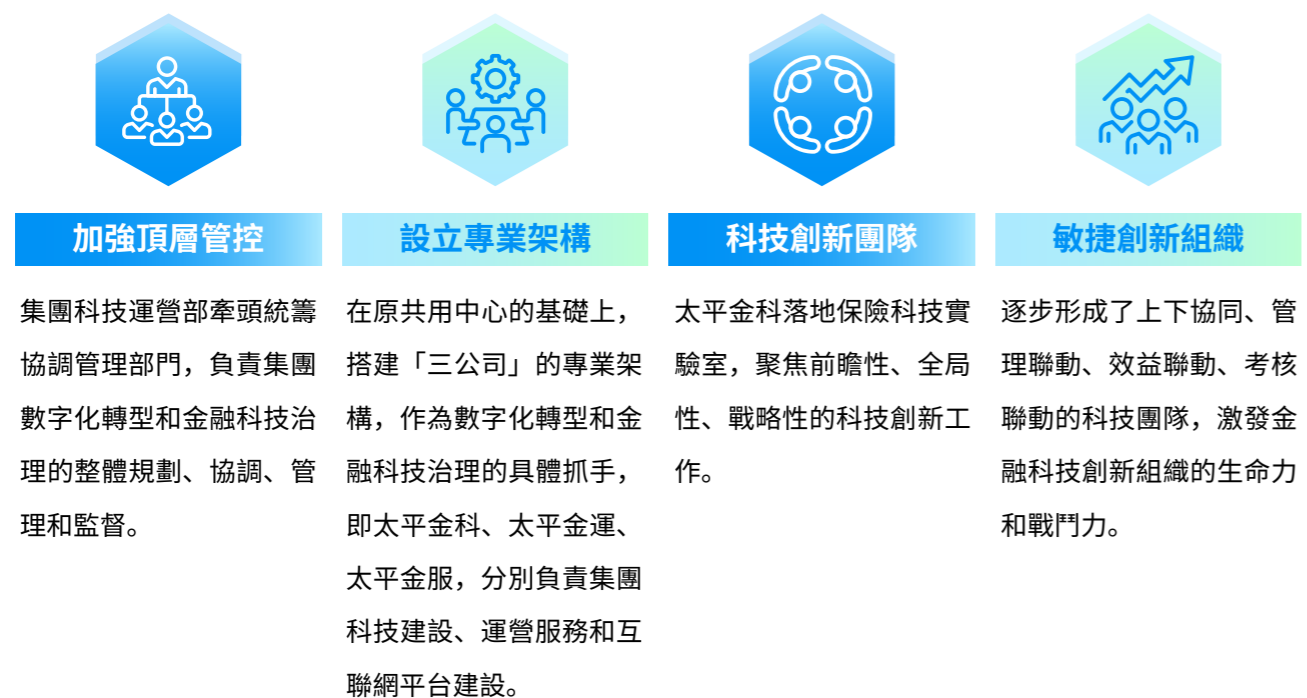 加強頂層管控
集團科技運營部牽頭統籌
協調管理部門，負責集團
數字化轉型和金融科技治
理的整體規劃、協調、管
理和監督。
設立專業架構
在原共用中心的基礎上，
搭建「三公司」的專業架
構，作為數字化轉型和金
融科技治理的具體抓手，
即太平金科、太平金運、
太平金服，分別負責集團
科技建設、運營服務和互
聯網平台建設。
科技創新團隊
太平金科落地保險科技實
驗室，聚焦前瞻性、全局
性、戰略性的科技創新工
作。
敏捷創新組織
逐步形成了上下協同、管
理聯動、效益聯動、考核
聯動的科技團隊，激發金
融科技創新組織的生命力
和戰鬥力。